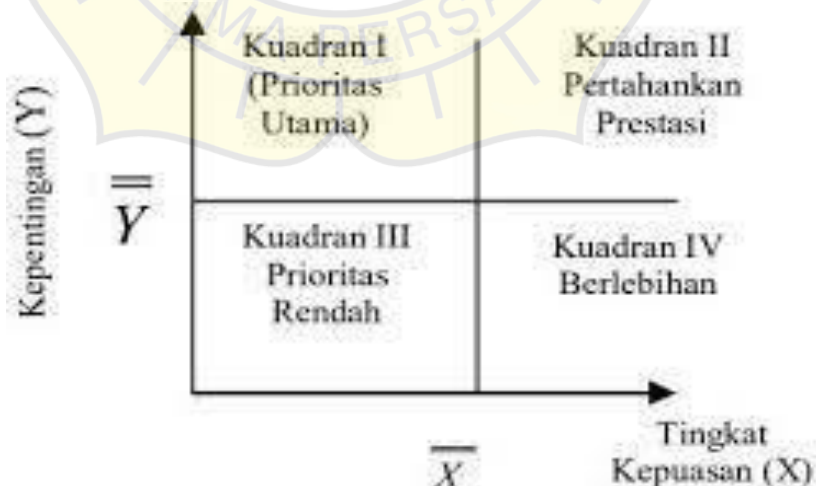 Kuadran I
(Prioritas
Utama)
Kuadran II
Pertahankan
Prestasi
Kepentingan (Y)
Y
Kuadran III
Prioritas
Rendah
Kuadran IV
Berlebihan
X
Tingkat
Kepuasan (X)